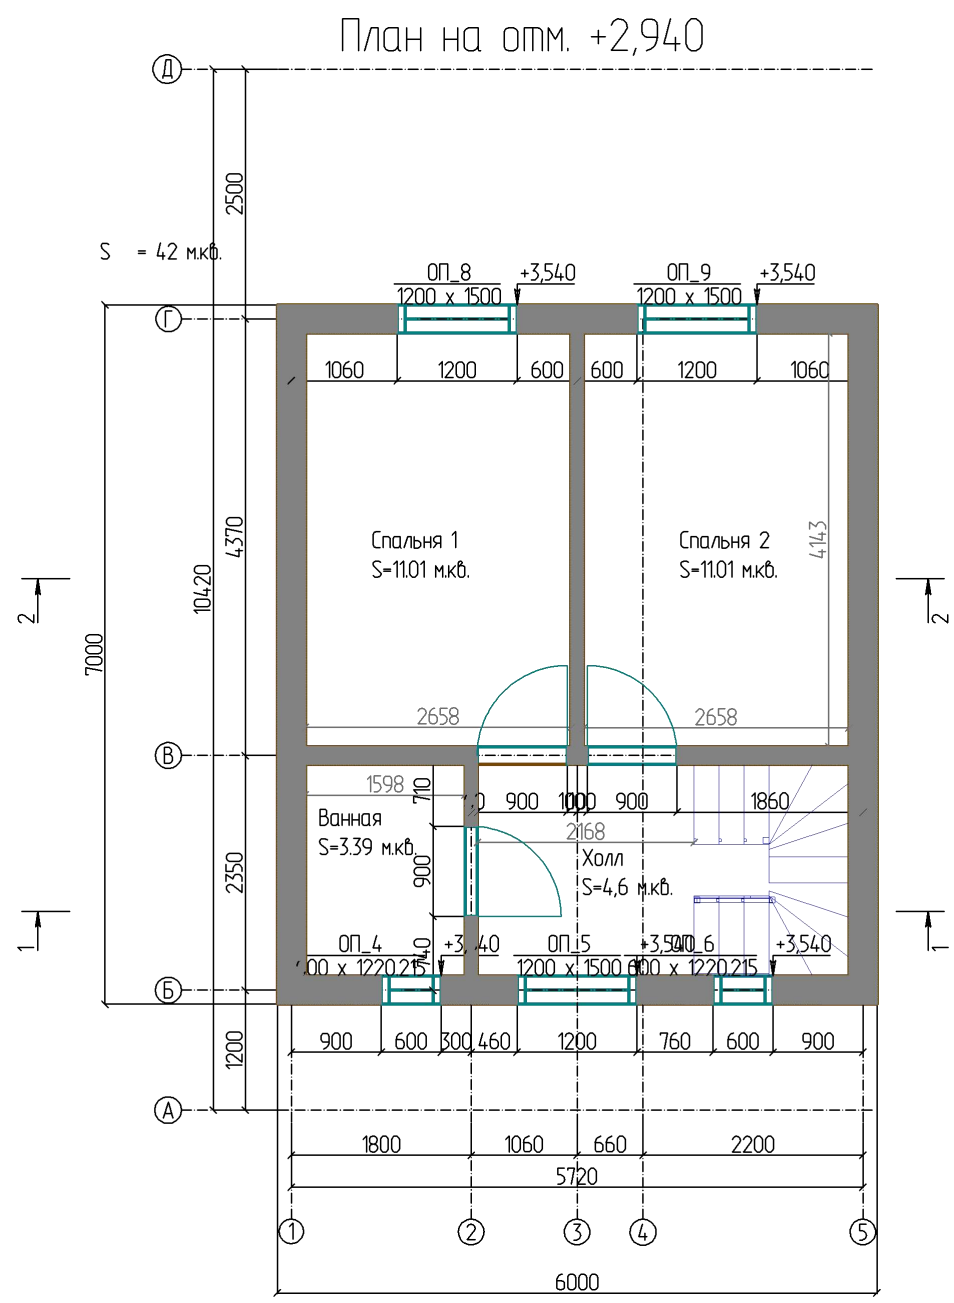 План на отм. +2,940
Д
2500
S = 42 м.кв.
ОП_8
+3,540
ОП_9
+3,540
1200 x 1500
1200 x 1500
Г
1060
1200
600
600
1200
1060
4370
4143
Спальня 1
S=11.01 м.кв.
Спальня 2
S=11.01 м.кв.
10420
2
2
7000
2658
2658
В
1598
710
900
900
1860
Ванная
S=3.39 м.кв.
2168
Холл
S=4,6 м.кв.
900
2350
1
1
740
ОП_4
ОП_5
+3,540
ОП_6
+3,540
1200 x 1500
Б
900
600
300
460
1200
760
600
900
1200
А
1800
1060
660
2200
5720
1
2
3
4
5
6000